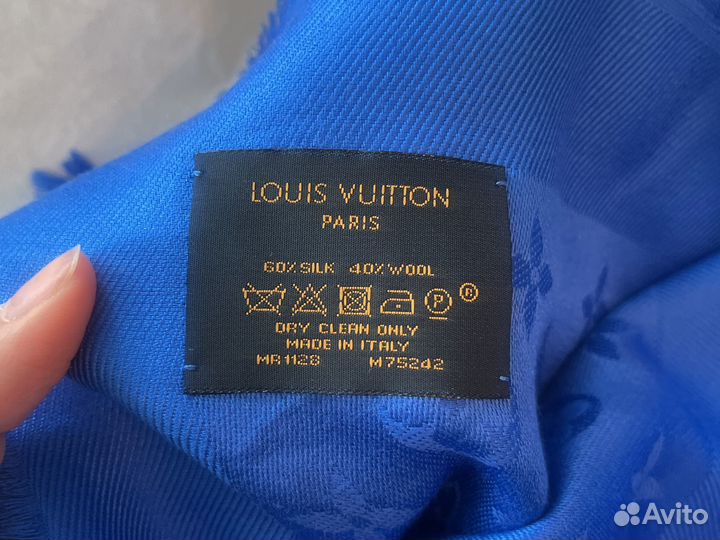 LOUIS VUITTON
PARIS
60% SILK 40% WOOL
P ®
DRY CLEAN ONLY
MADE IN ITALY
MR1128 M75242
Avito